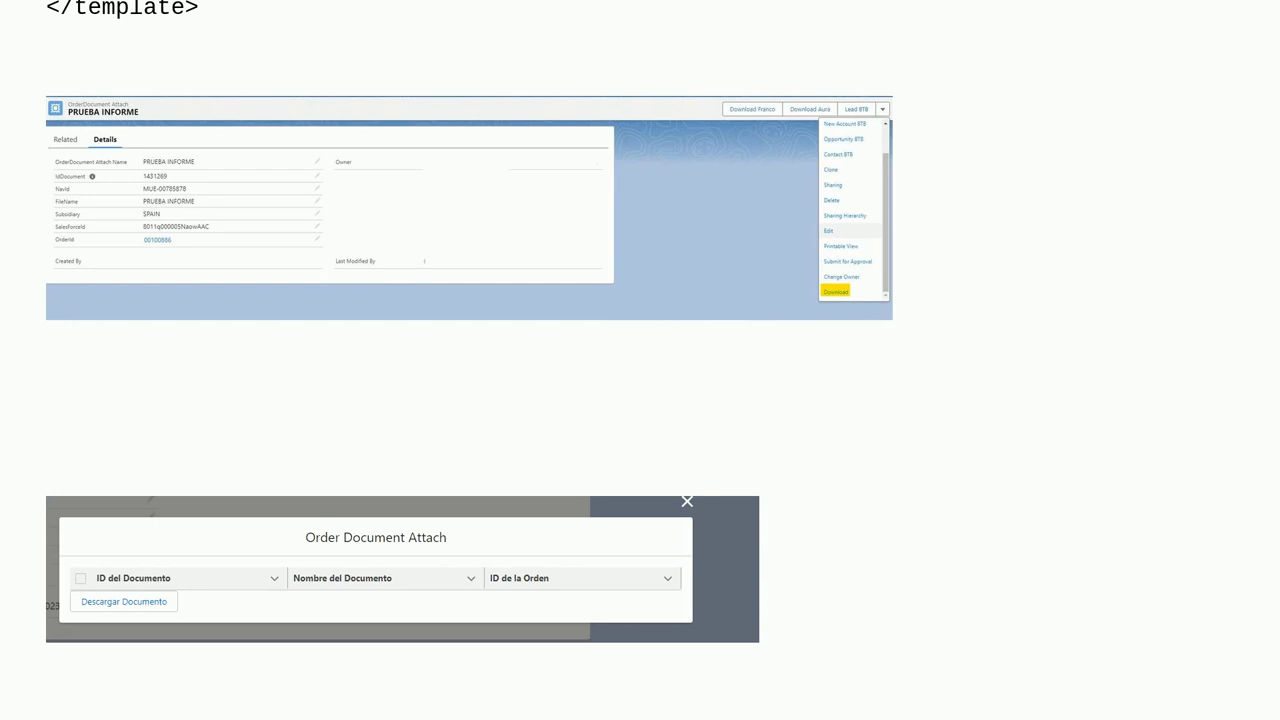 </template>
OrderDocument Attach
PRUEBA INFORME
Download Franco Download Aura Lead BTB
Related Details
New Account BTB
Opportunity BTB
Contact BTB
Clone
Sharing
Delete
Sharing Hierarchy
Edit
Printable View
Submit for Approval
Change Owner
Download
OrderDocument Attach Name PRUEBA INFORME Owner
IdDocument 1431269
NavId MUE-00785878
FileName PRUEBA INFORME
Subsidiary SPAIN
SalesForceId 8011q000005NaowAAC
OrderId 00100886
Created By Last Modified By
Order Document Attach
ID del Documento Nombre del Documento ID de la Orden
023
Descargar Documento